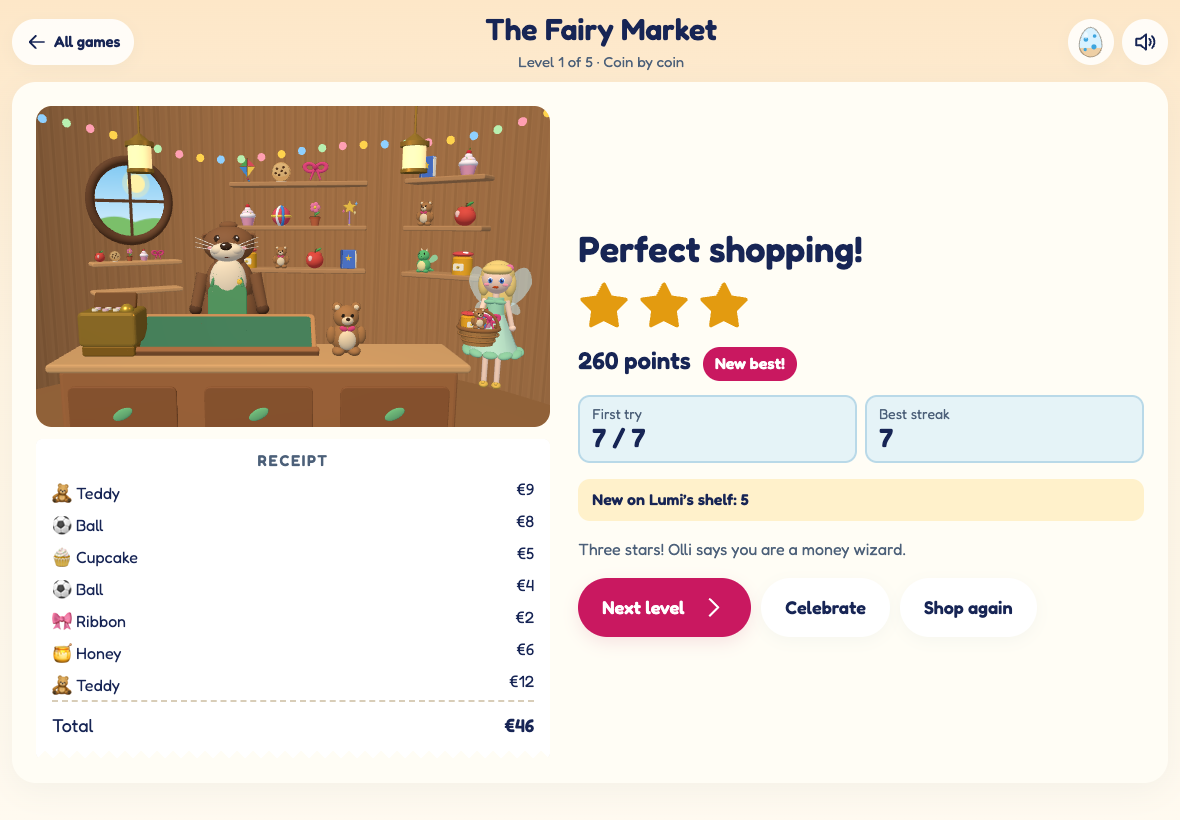 All games
The Fairy Market
Level 1 of 5 · Coin by coin
RECEIPT
Teddy €9
Ball €8
Cupcake €5
Ball €4
Ribbon €2
Honey €6
Teddy €12
Total €46
Perfect shopping!
260 points New best!
First try
7 / 7
Best streak
7
New on Lumi's shelf: 5
Three stars! Olli says you are a money wizard.
Next level
Celebrate
Shop again